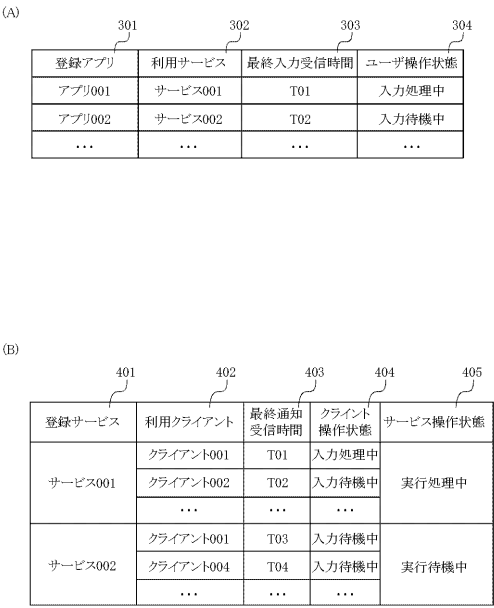 (A)
301 302 303 304
登録アプリ 利用サービス 最終入力受信時間 ユーザ操作状態
アプリ001 サービス001 T01 入力処理中
アプリ002 サービス002 T02 入力待機中
… … … …
(B)
401 402 403 404 405
登録サービス 利用クライアント 最終通知受信時間 クライント操作状態 サービス操作状態
サービス001 クライアント001 T01 入力処理中 実行処理中
クライアント002 T02 入力待機中
… … …
サービス002 クライアント001 T03 入力待機中 実行待機中
クライアント004 T04 入力待機中
… … …